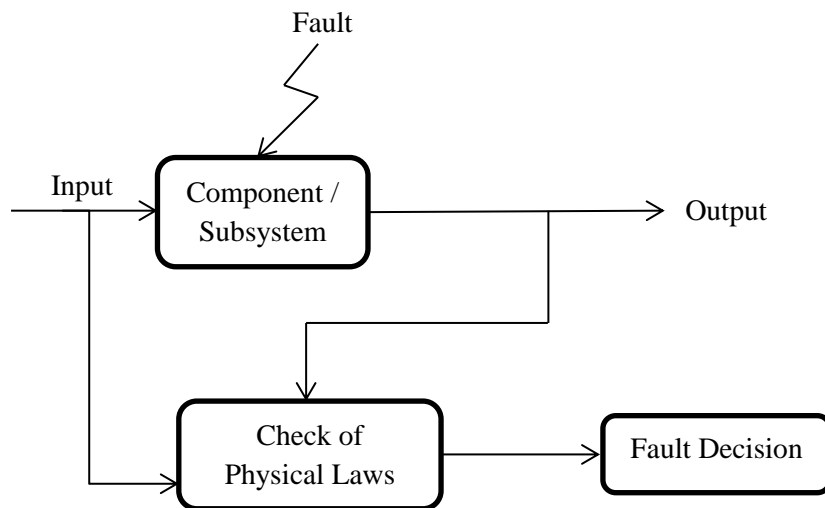 Fault
Input
Component /
Subsystem
Output
Check of
Physical Laws
Fault Decision